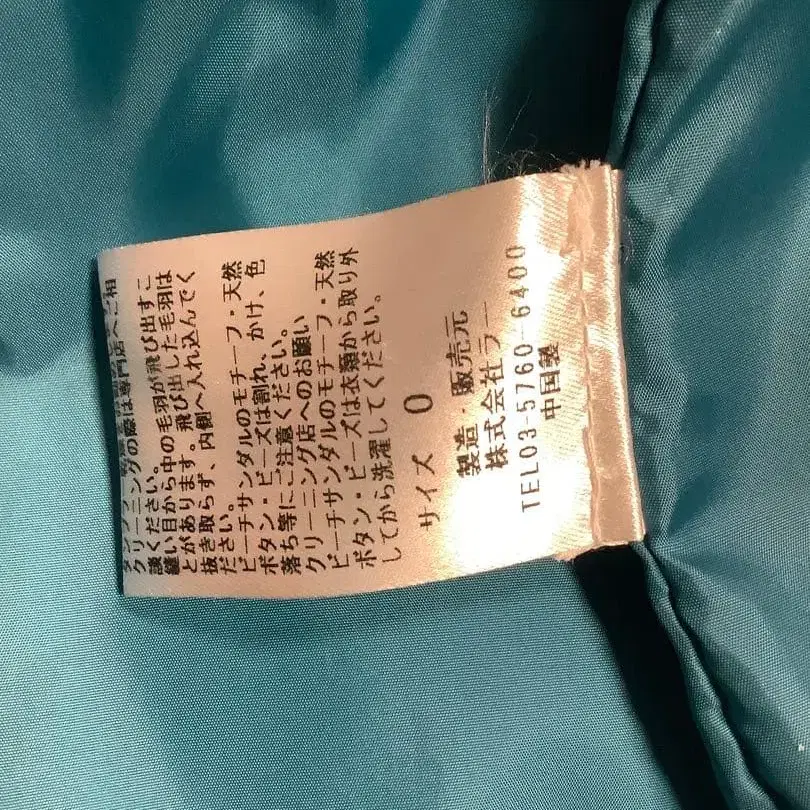 クリーニングの際は専門店へご相
談ください。
縫い目から中の毛羽が飛び出すこ
とがあります。飛び出した毛羽は
抜き取らず、内側へ入れ込んでく
ださい。
ビーチサンダルのモチーフ・天然
ボタン・ビーズは割れ、かけ、色
落ち等にご注意ください。
クリーニング店へのお願い
ビーチサンダルのモチーフ・天然
ボタン・ビーズは衣類から取り外
してから洗濯してください。
サイズ 0
製造・販売元
株式会社ラー
TEL03-5760-6400
中国製